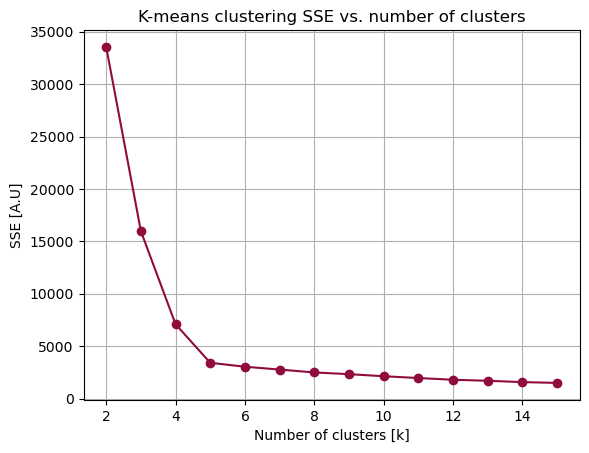 K-means clustering SSE vs. number of clusters
35000
30000
25000
20000
15000
10000
5000
0
SSE [A.U]
2 4 6 8 10 12 14
Number of clusters [k]